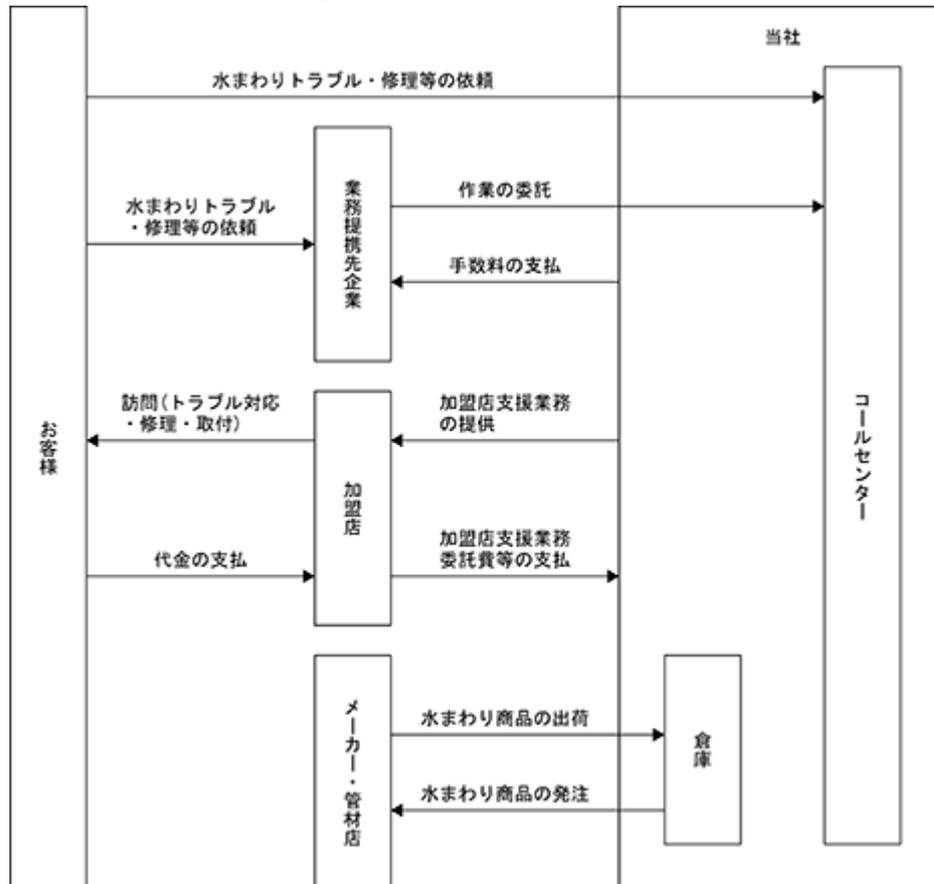 当社
水まわりトラブル・修理等の依頼
業務提携先企業
作業の委託
水まわりトラブル
・修理等の依頼
手数料の支払
訪問(トラブル対応
・修理・取付)
加盟店支援業務
の提供
お客様
コールセンター
加盟店
代金の支払
加盟店支援業務
委託費等の支払
メーカー・管材店
水まわり商品の出荷
倉庫
水まわり商品の発注